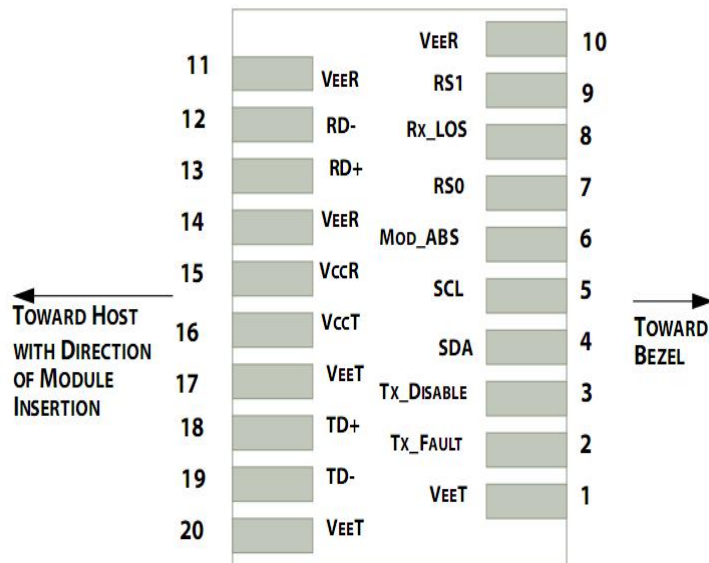 11 VEER
12 RD-
13 RD+
14 VEER
15 VCCR
16 VCCT
17 VEET
18 TD+
19 TD-
20 VEET
VEER 10
RS1 9
RX_LOS 8
RS0 7
MOD_ABS 6
SCL 5
SDA 4
TX_DISABLE 3
TX_FAULT 2
VEET 1
TOWARD HOST
WITH DIRECTION
OF MODULE
INSERTION
TOWARD
BEZEL